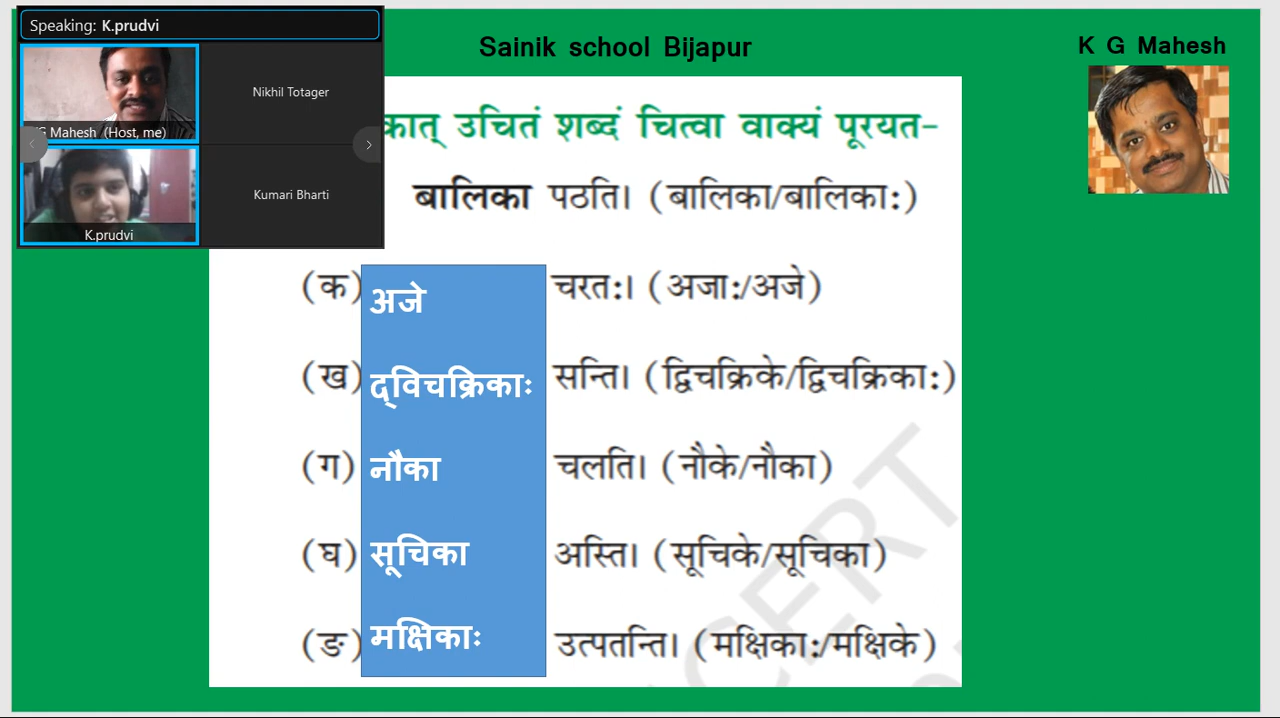 Speaking: K.prudvi
Nikhil Totager
G Mahesh (Host, me)
Kumari Bharti
K.prudvi
Sainik school Bijapur
K G Mahesh
उचितं शब्दं चित्वा वाक्यं पूरयत-
बालिका पठति। (बालिका/बालिका:)
(क) अजे चरत:। (अजा:/अजे)
(ख) द्विचक्रिकाः सन्ति। (द्विचक्रिके/द्विचक्रिका:)
(ग) नौका चलति। (नौके/नौका)
(घ) सूचिका अस्ति। (सूचिके/सूचिका)
(ङ) मक्षिकाः उत्पतन्ति। (मक्षिका:/मक्षिके)